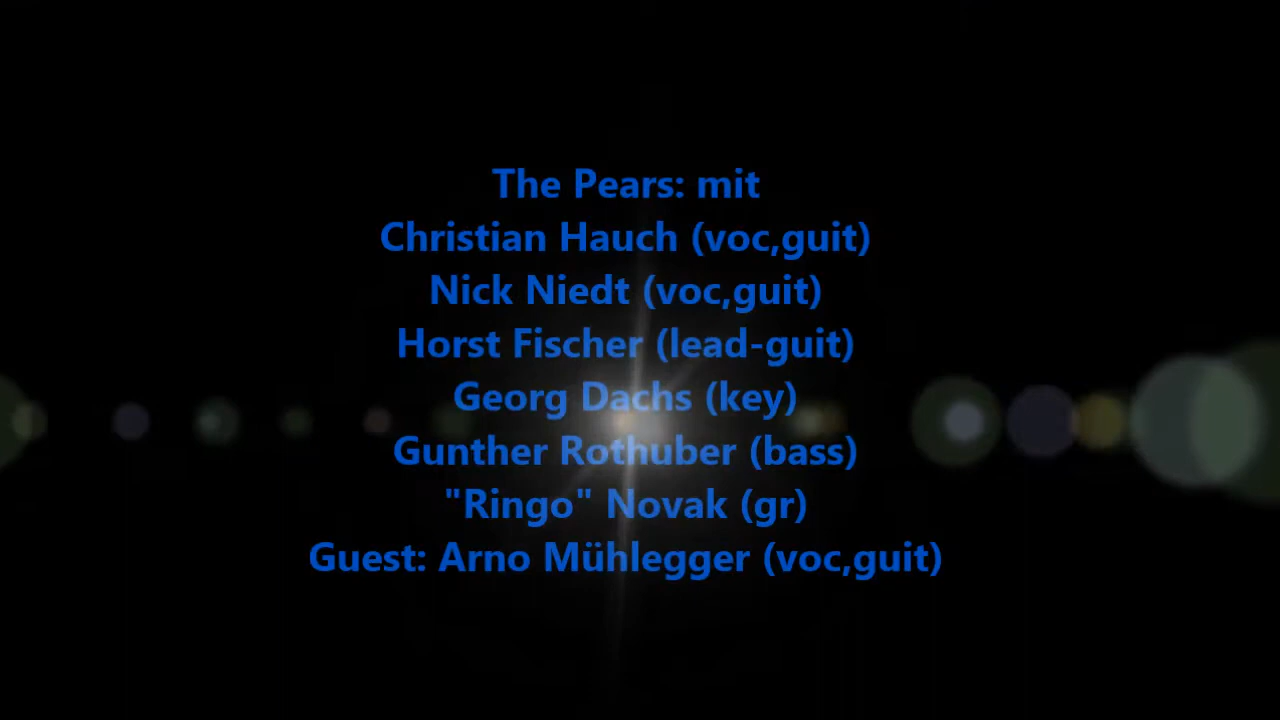 The Pears: mit
Christian Hauch (voc,guit)
Nick Niedt (voc,guit)
Horst Fischer (lead-guit)
Georg Dachs (key)
Gunther Rothuber (bass)
"Ringo" Novak (gr)
Guest: Arno Mühlegger (voc,guit)